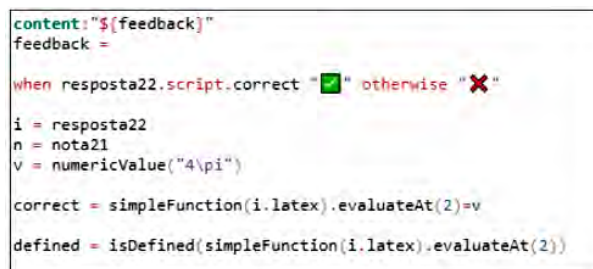 content:"${feedback}"
feedback =
when resposta22.script.correct "✅" otherwise "❌"
i = resposta22
n = nota21
v = numericValue("4\pi")
correct = simpleFunction(i.latex).evaluateAt(2)=v
defined = isDefined(simpleFunction(i.latex).evaluateAt(2))